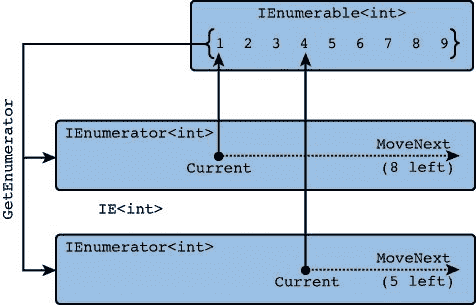 IEnumerable<int>
{1 2 3 4 5 6 7 8 9}
GetEnumerator
IEnumerator<int>
MoveNext
Current
(8 left)
IE<int>
IEnumerator<int>
MoveNext
Current
(5 left)